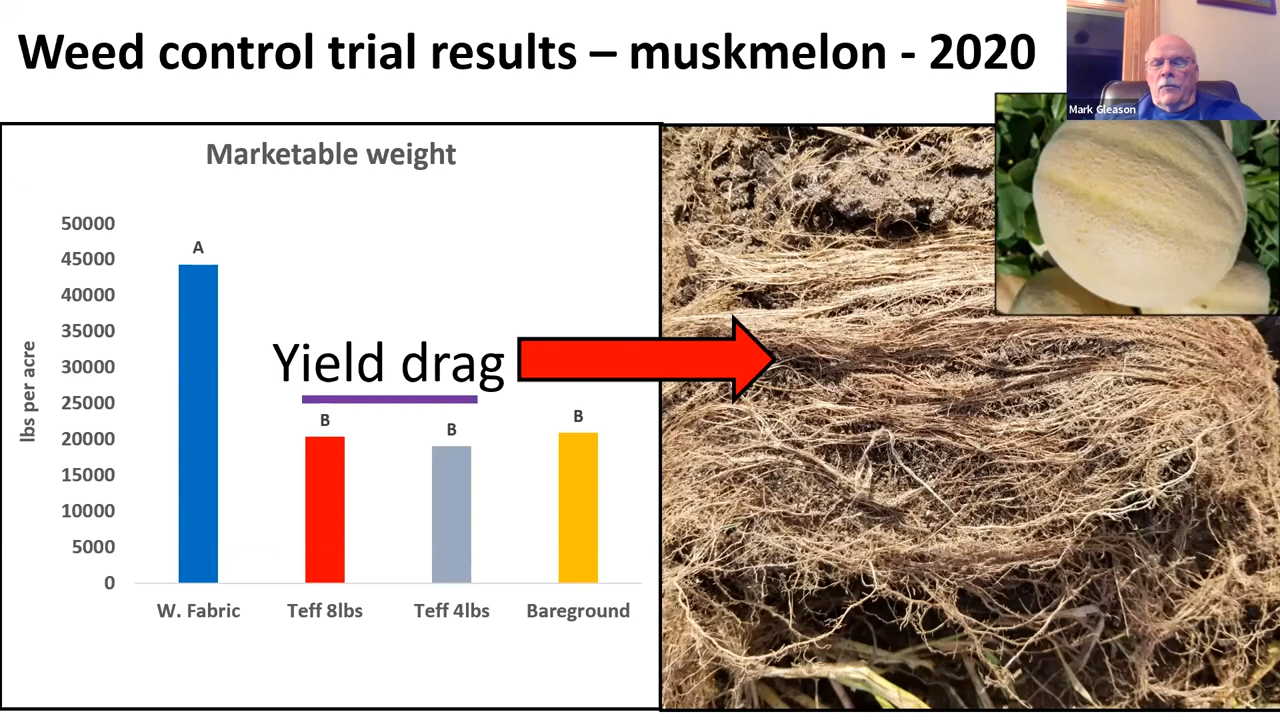 Weed control trial results – muskmelon - 2020
Mark Gleason
Marketable weight
lbs per acre
50000
45000
40000
35000
30000
25000
20000
15000
10000
5000
0
A
B
B
B
Yield drag
W. Fabric
Teff 8lbs
Teff 4lbs
Bareground